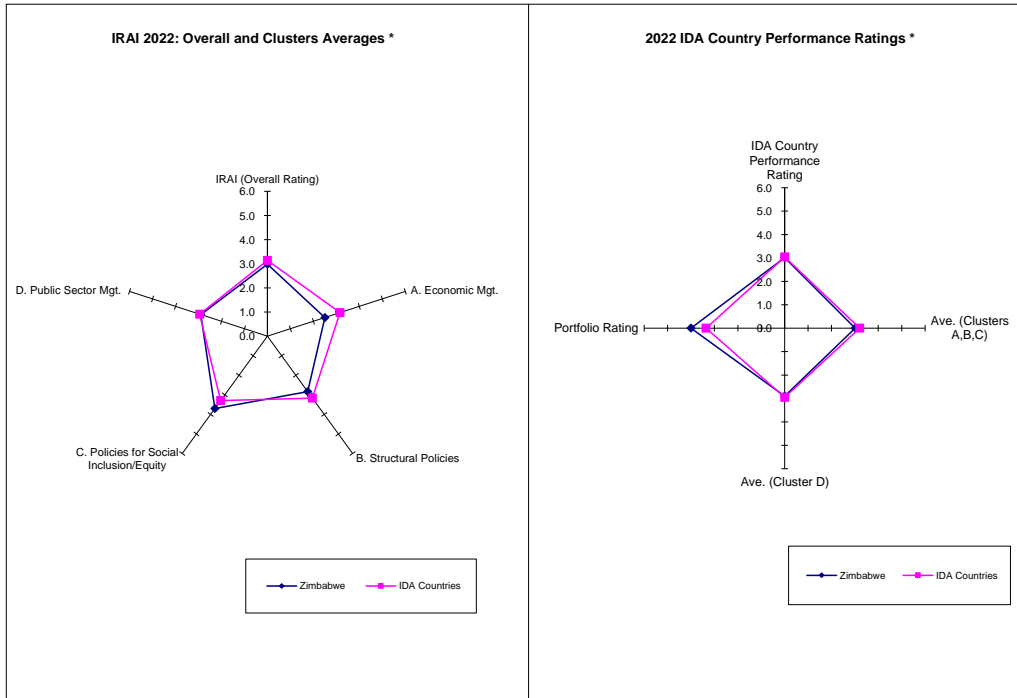 IRAI 2022: Overall and Clusters Averages *
IRAI (Overall Rating)
6.0
5.0
4.0
3.0
2.0
1.0
0.0
A. Economic Mgt.
B. Structural Policies
C. Policies for Social
Inclusion/Equity
D. Public Sector Mgt.
Zimbabwe
IDA Countries
2022 IDA Country Performance Ratings *
IDA Country
Performance
Rating
6.0
5.0
4.0
3.0
2.0
1.0
0.0
Ave. (Clusters
A,B,C)
Ave. (Cluster D)
Portfolio Rating
Zimbabwe
IDA Countries